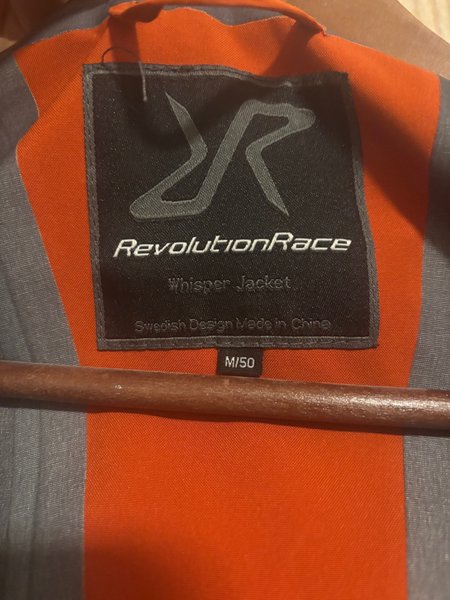 RevolutionRace
Whisper Jacket
Swedish Design Made in China
M/50